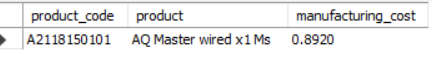 product_code product manufacturing_cost
A2118150101 AQ Master wired x1 Ms 0.8920